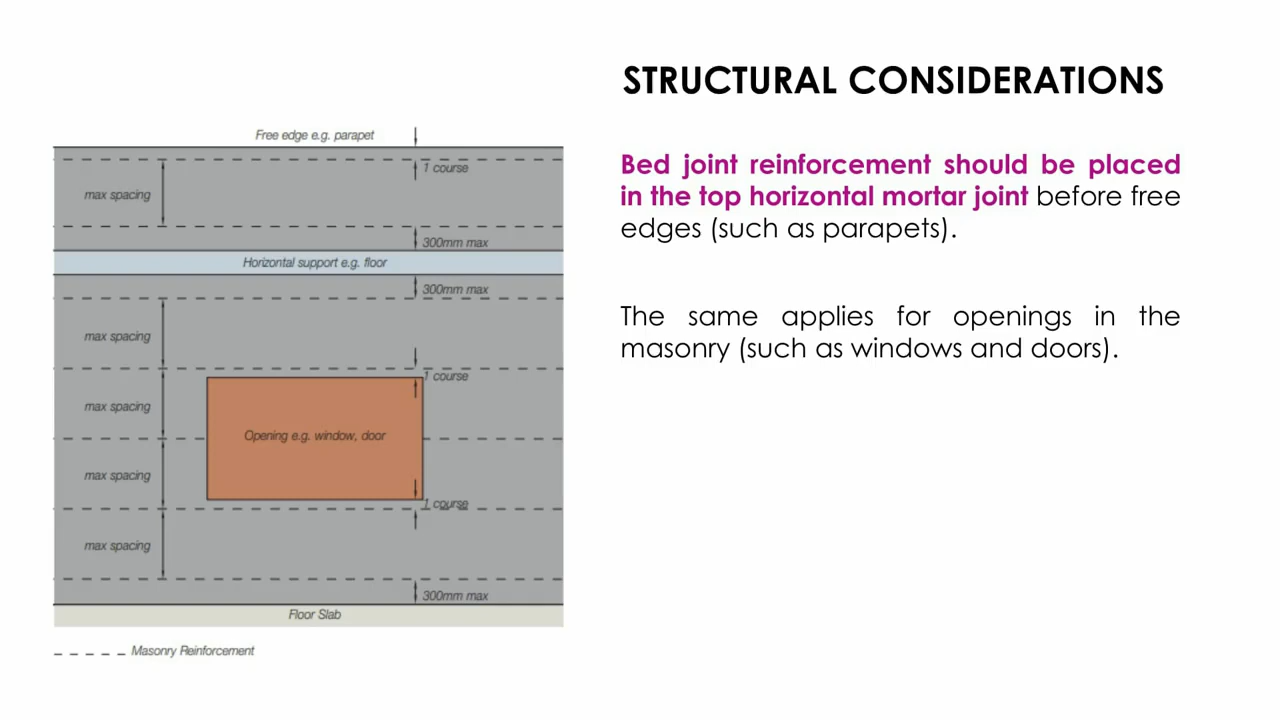 STRUCTURAL CONSIDERATIONS
Free edge e.g. parapet
1 course
max spacing
300mm max
Horizontal support e.g. floor
300mm max
max spacing
1 course
max spacing
Opening e.g. window, door
max spacing
1 course
max spacing
300mm max
Floor Slab
Masonry Reinforcement
Bed joint reinforcement should be placed
in the top horizontal mortar joint before free
edges (such as parapets).
The same applies for openings in the
masonry (such as windows and doors).